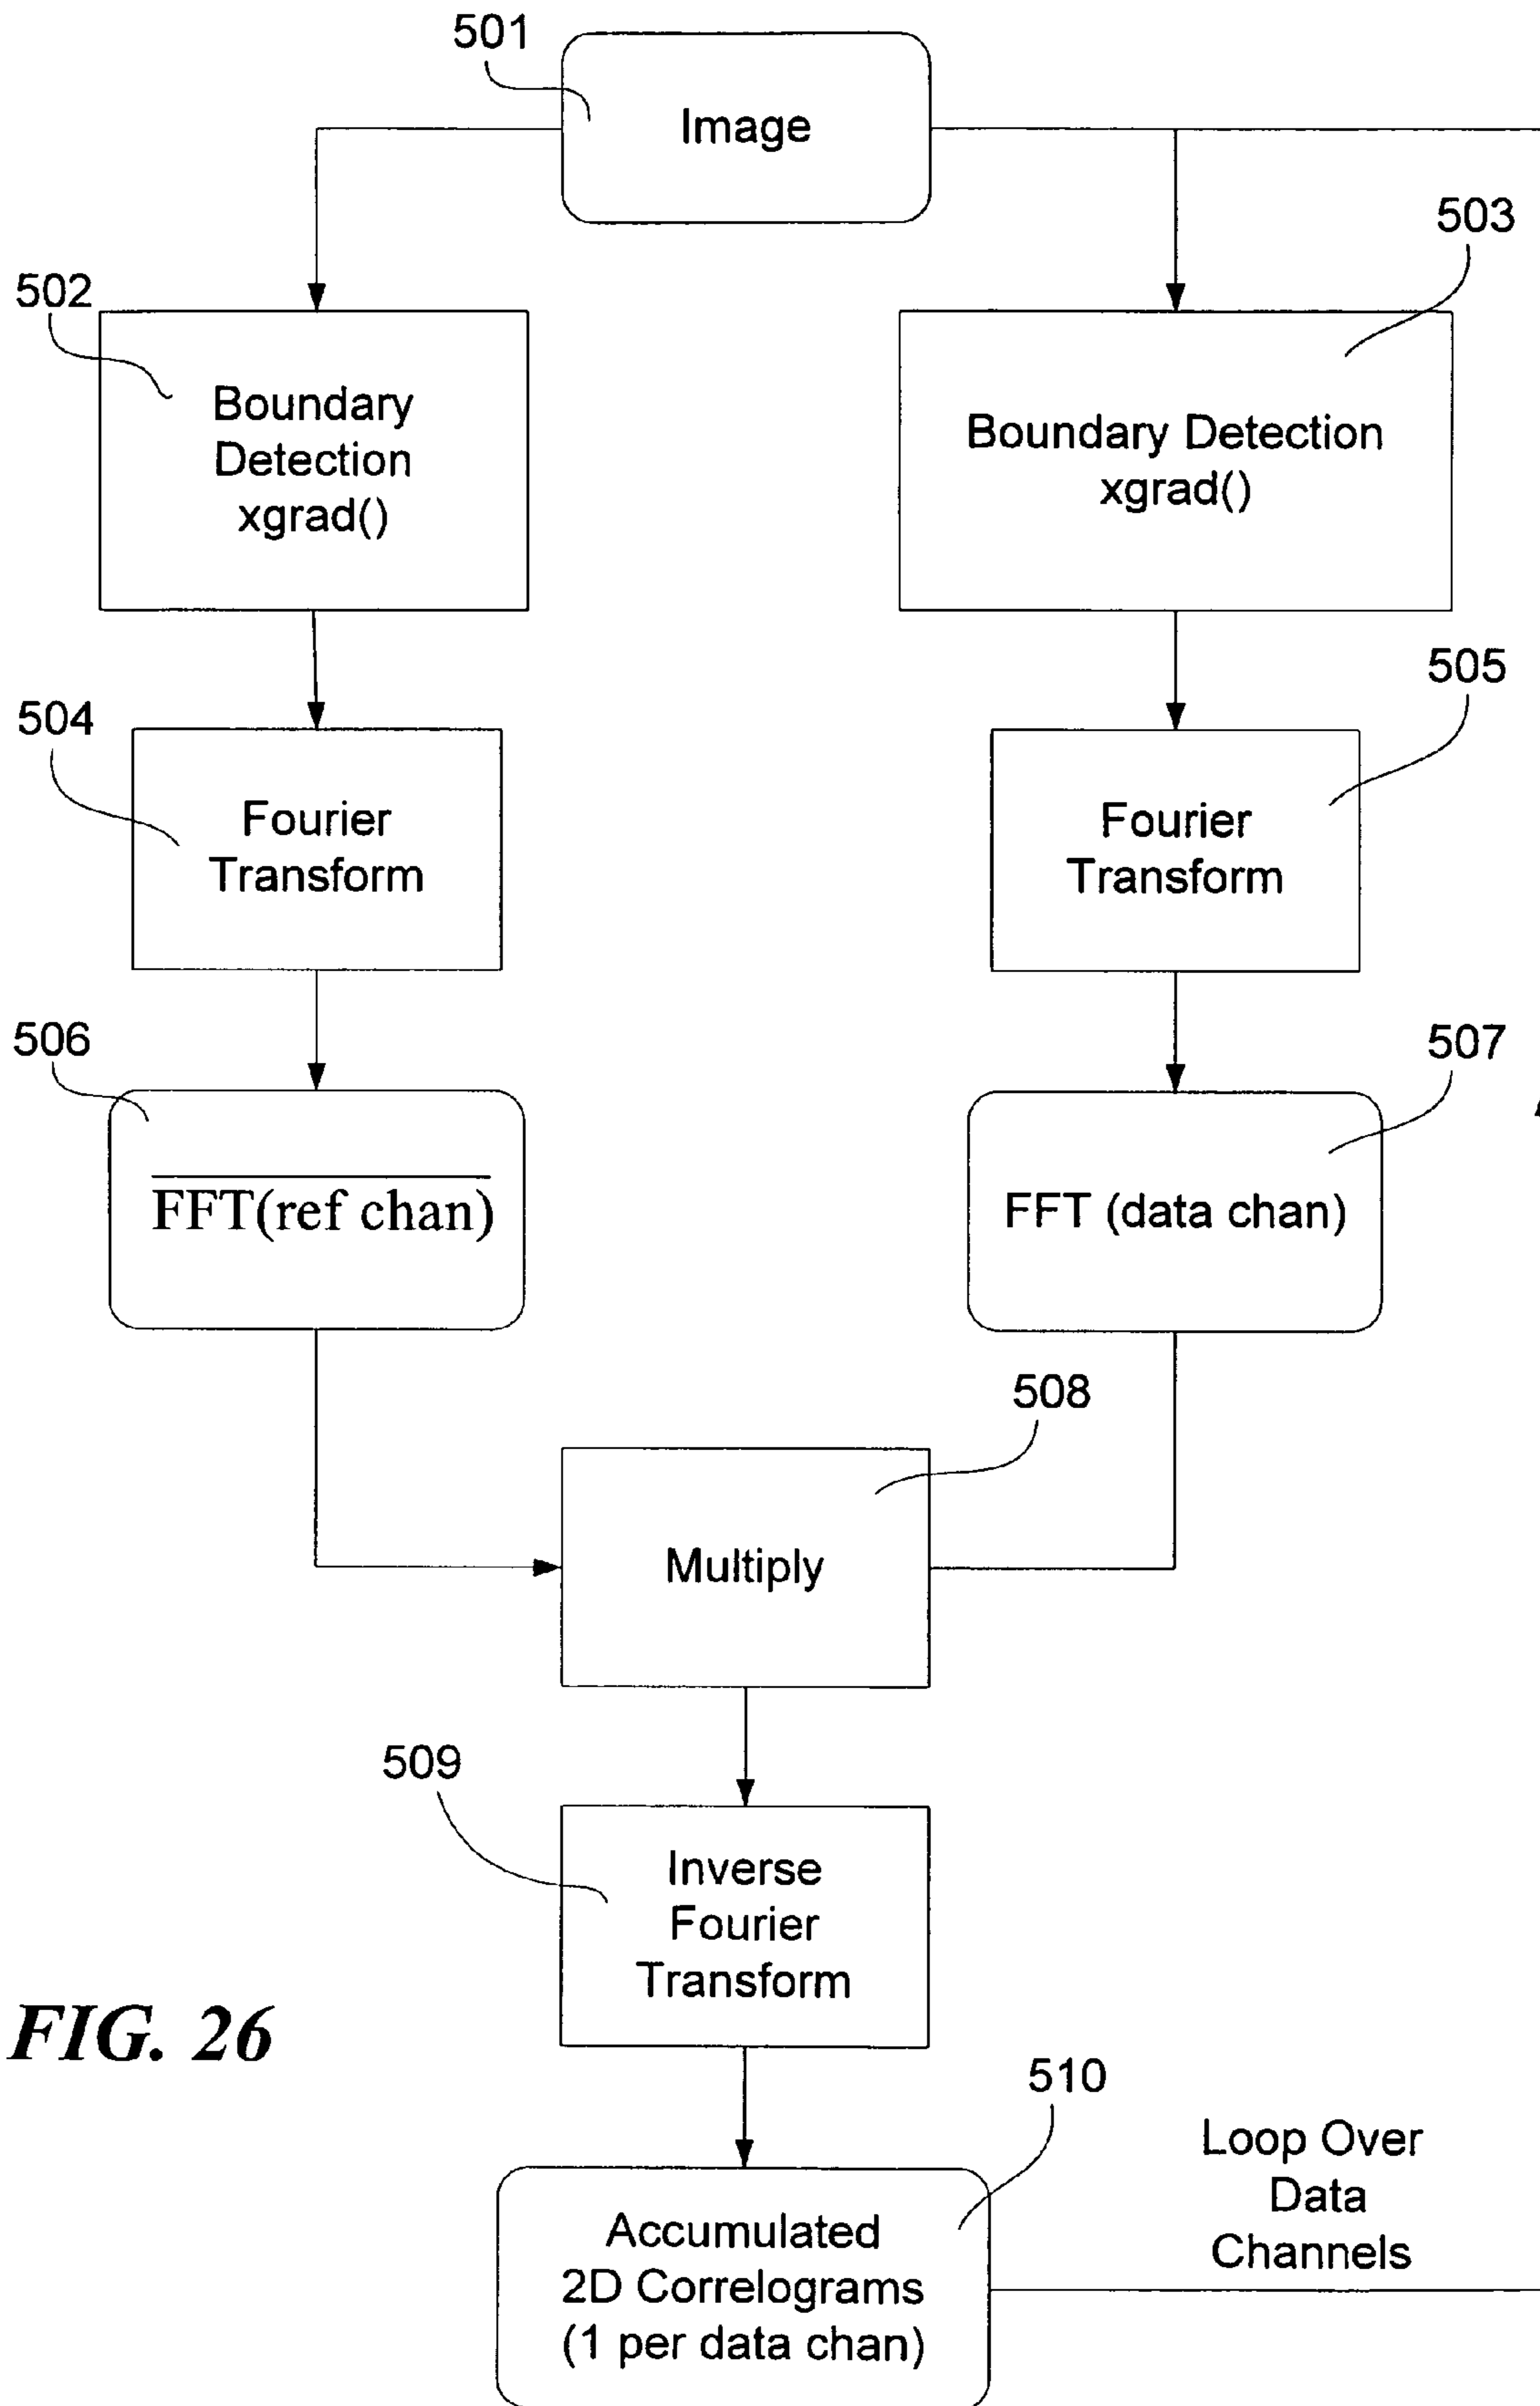 501
Image
503
502
Boundary
Detection
xgrad()
Boundary Detection
xgrad()
505
504
Fourier
Transform
Fourier
Transform
506
507
FFT(ref chan)
FFT (data chan)
508
Multiply
509
Inverse
Fourier
Transform
FIG. 26
510
Loop Over
Data
Channels
Accumulated
2D Correlograms
(1 per data chan)